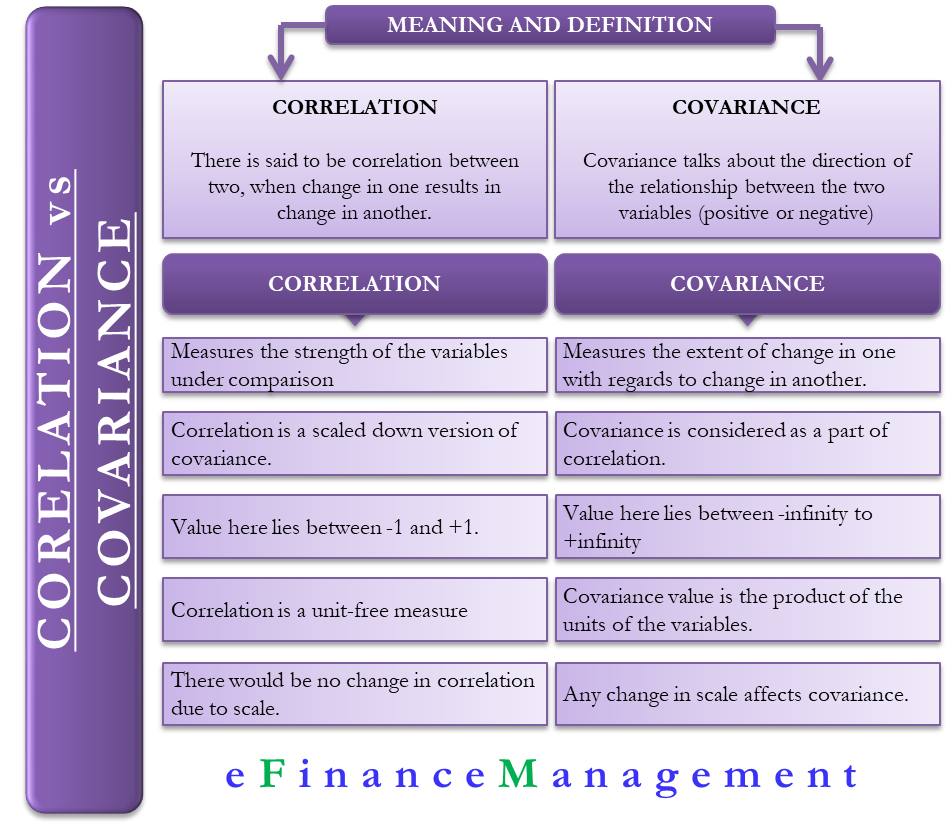 CORELATION vs
COVARIANCE
MEANING AND DEFINITION
CORRELATION
There is said to be correlation between
two, when change in one results in
change in another.
COVARIANCE
Covariance talks about the direction of
the relationship between the two
variables (positive or negative)
CORRELATION
COVARIANCE
Measures the strength of the variables
under comparison
Measures the extent of change in one
with regards to change in another.
Correlation is a scaled down version of
covariance.
Covariance is considered as a part of
correlation.
Value here lies between -1 and +1.
Value here lies between -infinity to
+infinity
Correlation is a unit-free measure
Covariance value is the product of the
units of the variables.
There would be no change in correlation
due to scale.
Any change in scale affects covariance.
eFinanceManagement